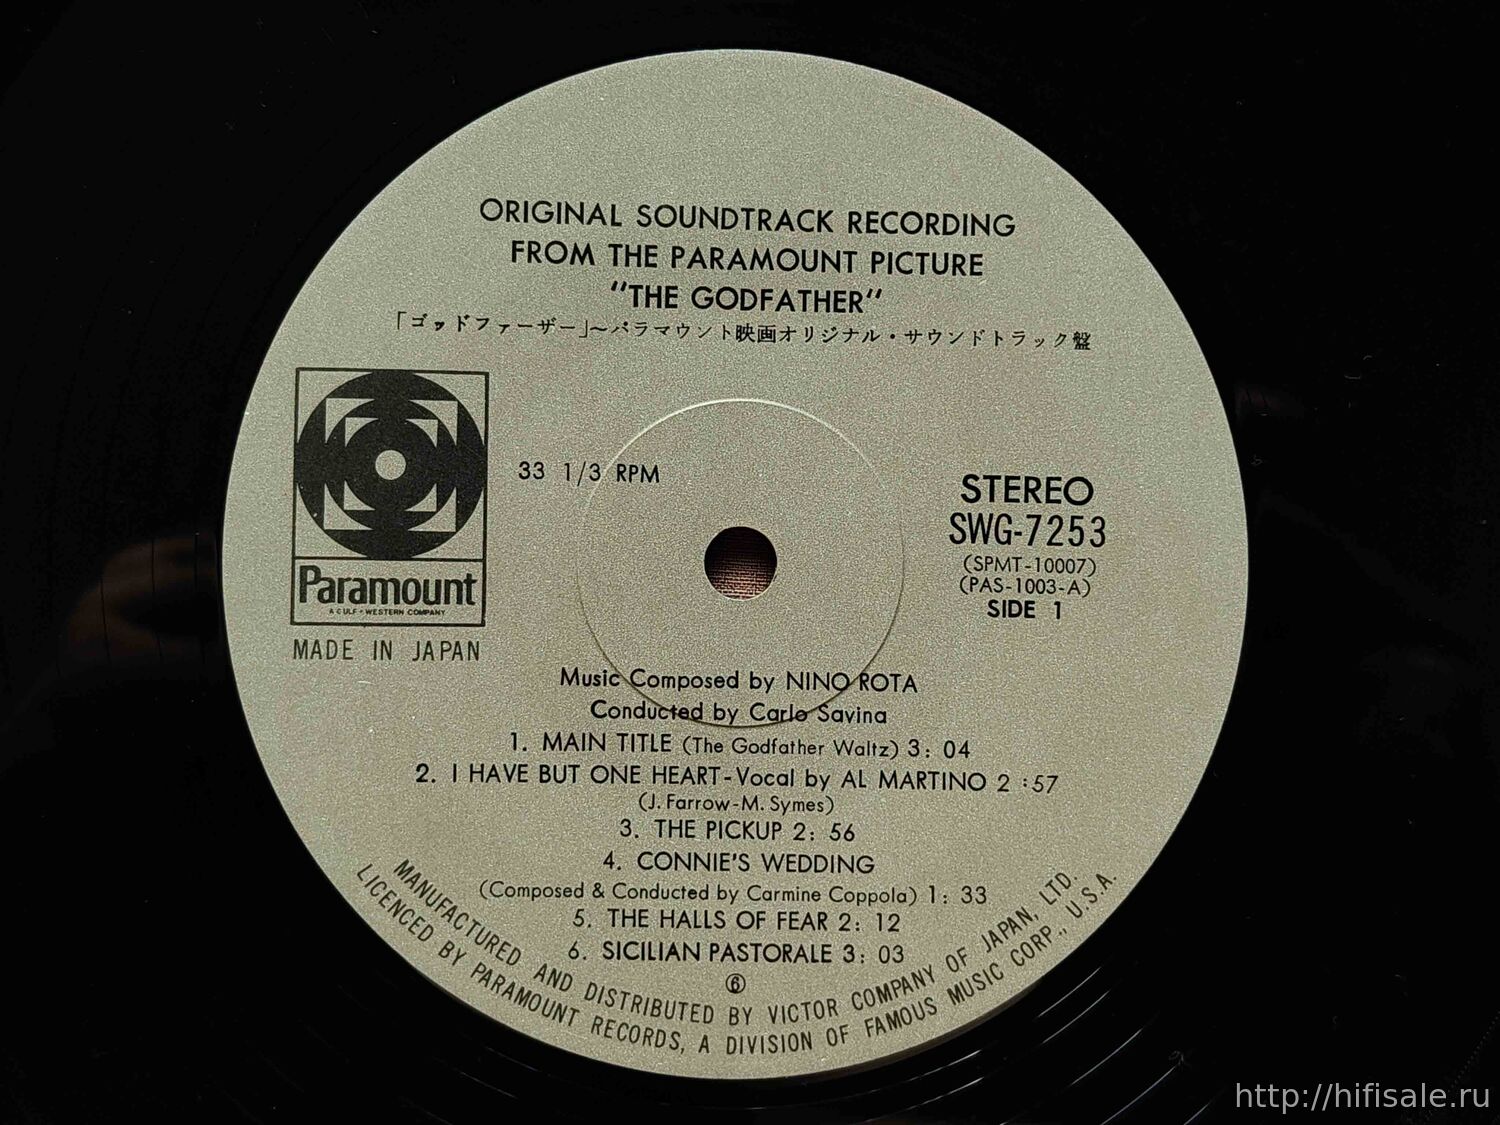 ORIGINAL SOUNDTRACK RECORDING
FROM THE PARAMOUNT PICTURE
"THE GODFATHER"
「ゴッドファーザー」〜パラマウント映画オリジナル・サウンドトラック盤
33 1/3 RPM
Paramount
A GULF + WESTERN COMPANY
MADE IN JAPAN
STEREO
SWG-7253
(SPMT-10007)
(PAS-1003-A)
SIDE 1
Music Composed by NINO ROTA
Conducted by Carlo Savina
1. MAIN TITLE (The Godfather Waltz) 3: 04
2. I HAVE BUT ONE HEART-Vocal by AL MARTINO 2 :57
(J. Farrow-M. Symes)
3. THE PICKUP 2: 56
4. CONNIE'S WEDDING
(Composed & Conducted by Carmine Coppola) 1: 33
5. THE HALLS OF FEAR 2: 12
6. SICILIAN PASTORALE 3: 03
⑥
MANUFACTURED AND DISTRIBUTED BY VICTOR COMPANY OF JAPAN, LTD.
LICENCED BY PARAMOUNT RECORDS, A DIVISION OF FAMOUS MUSIC CORP., U.S.A.
http://hifisale.ru